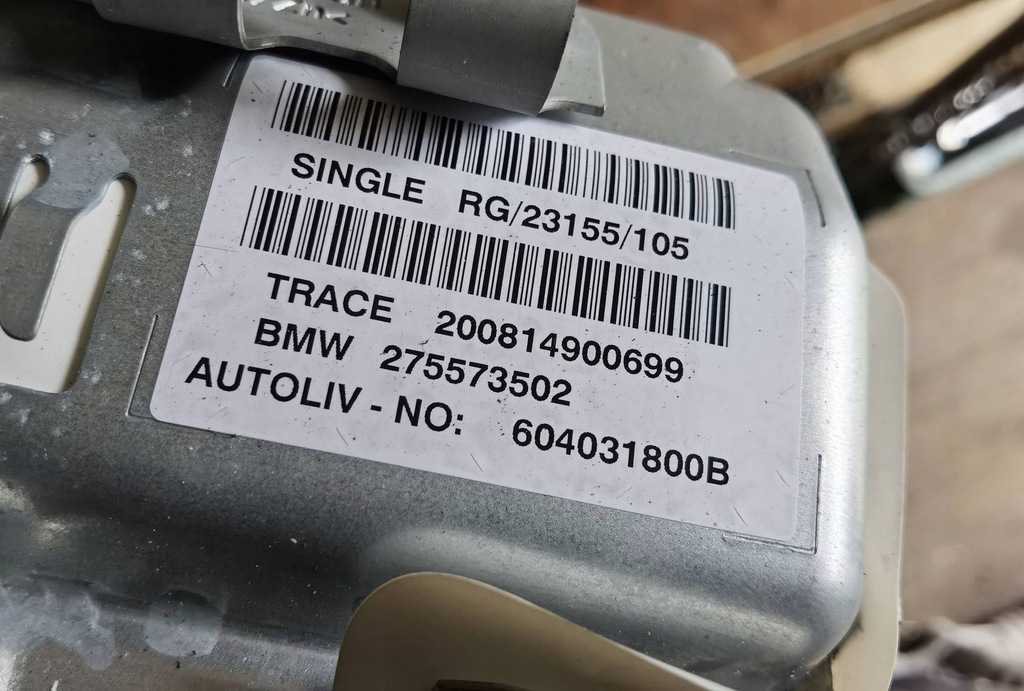 SINGLE RG/23155/105
TRACE 200814900699
BMW 275573502
AUTOLIV - NO: 604031800B